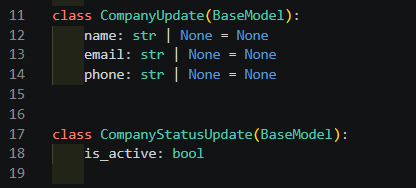 11 class CompanyUpdate(BaseModel):
12     name: str | None = None
13     email: str | None = None
14     phone: str | None = None
15
16
17 class CompanyStatusUpdate(BaseModel):
18     is_active: bool
19